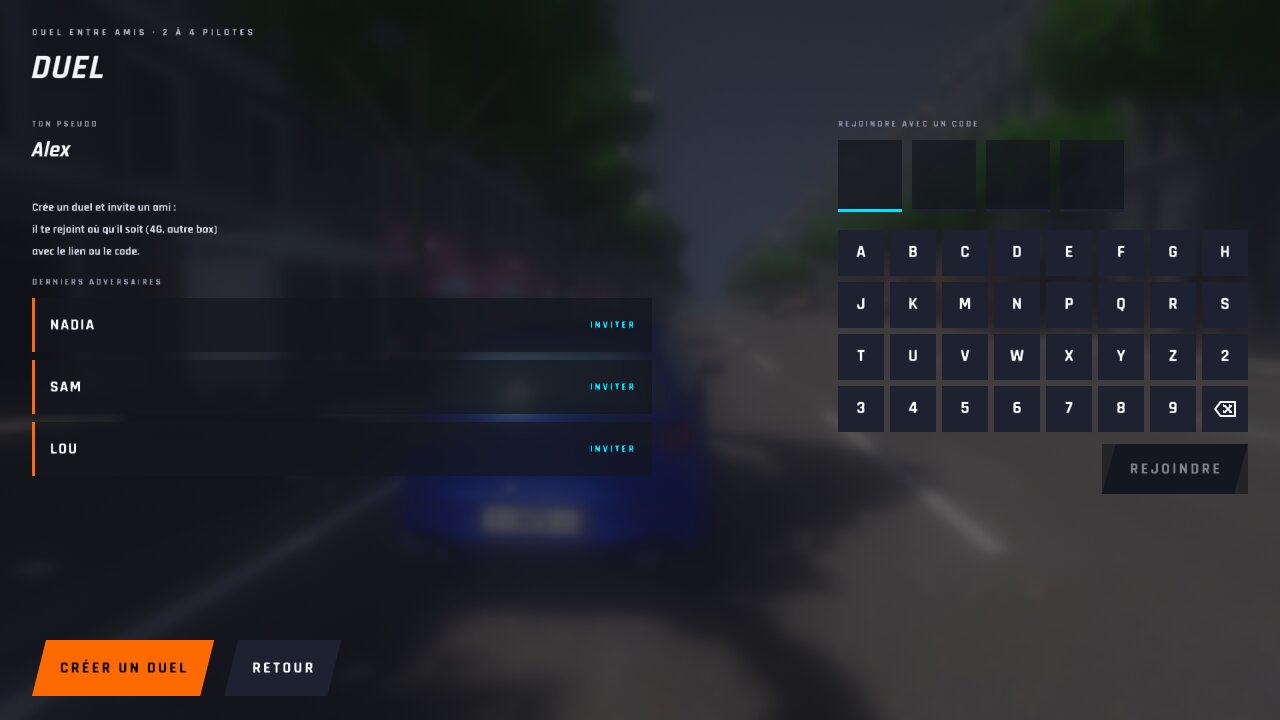 DUEL ENTRE AMIS · 2 À 4 PILOTES
DUEL
TON PSEUDO
Alex
Crée un duel et invite un ami :
il te rejoint où qu'il soit (4G, autre box)
avec le lien ou le code.
DERNIERS ADVERSAIRES
NADIA INVITER
SAM INVITER
LOU INVITER
CRÉER UN DUEL RETOUR
REJOINDRE AVEC UN CODE
A B C D E F G H
J K M N P Q R S
T U V W X Y Z 2
3 4 5 6 7 8 9
REJOINDRE